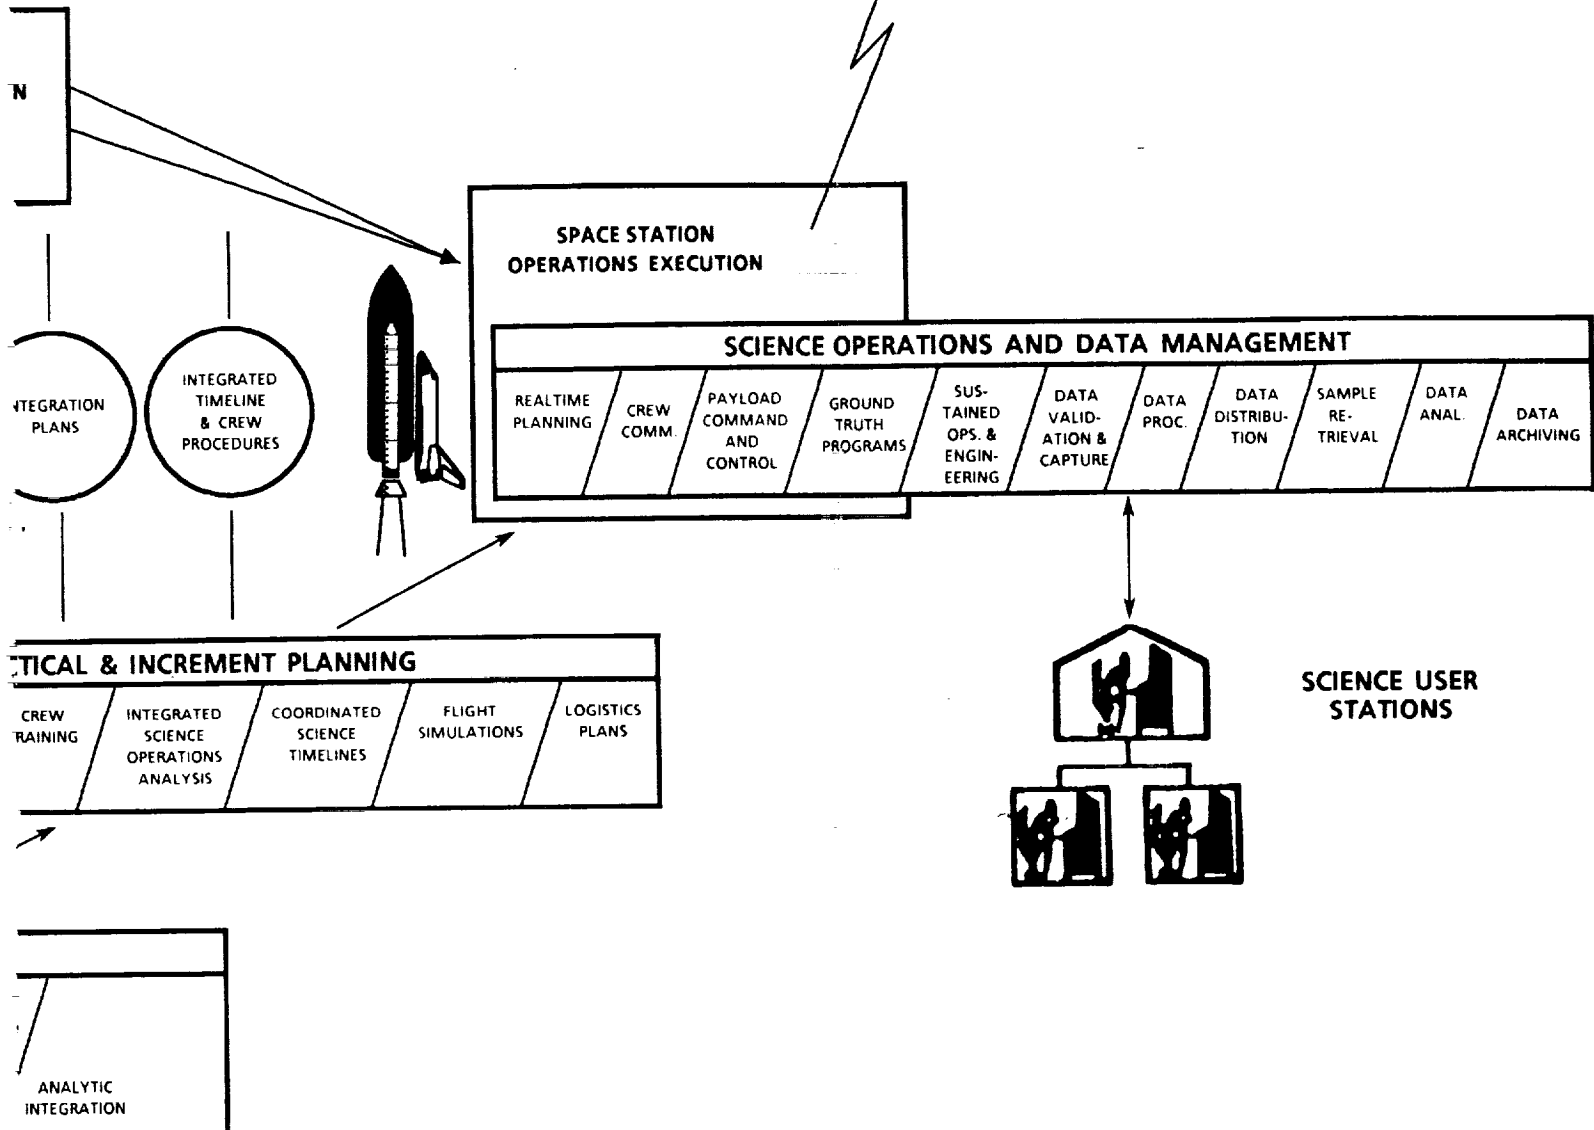 N
SPACE STATION
OPERATIONS EXECUTION
SCIENCE OPERATIONS AND DATA MANAGEMENT
REALTIME
PLANNING
CREW
COMM.
PAYLOAD
COMMAND
AND
CONTROL
GROUND
TRUTH
PROGRAMS
SUS-
TAINED
OPS. &
ENGIN-
EERING
DATA
VALID-
ATION &
CAPTURE
DATA
PROC.
DATA
DISTRIBU-
TION
SAMPLE
RE-
TRIEVAL
DATA
ANAL.
DATA
ARCHIVING
NTEGRATION
PLANS
INTEGRATED
TIMELINE
& CREW
PROCEDURES
TICAL & INCREMENT PLANNING
CREW
RAINING
INTEGRATED
SCIENCE
OPERATIONS
ANALYSIS
COORDINATED
SCIENCE
TIMELINES
FLIGHT
SIMULATIONS
LOGISTICS
PLANS
SCIENCE USER
STATIONS
ANALYTIC
INTEGRATION